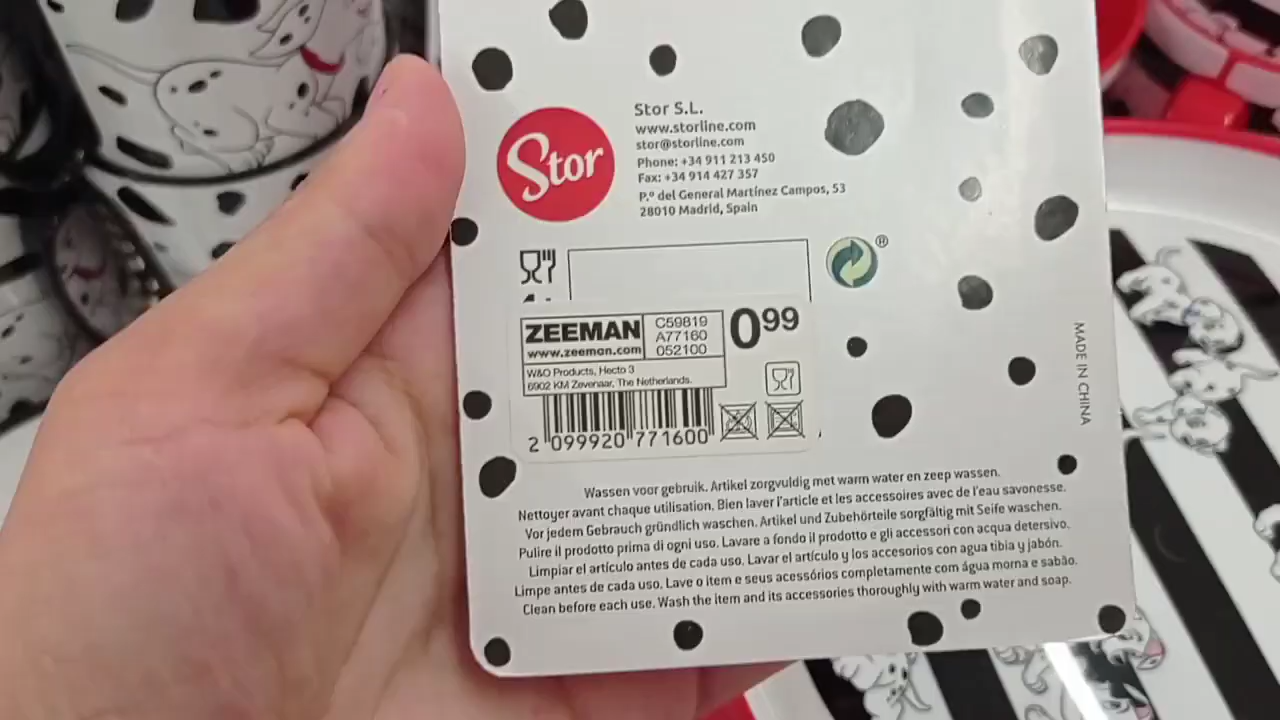 Stor
Stor S.L.
www.storline.com
stor@storline.com
Phone: +34 911 213 450
Fax: +34 914 427 357
P.º del General Martínez Campos, 53
28010 Madrid, Spain
®
ZEEMAN
www.zeeman.com
C59819
A77160
052100
0⁹⁹
W&O Products, Hecto 3
6902 KM Zevenaar, The Netherlands.
2 099920 771600
MADE IN CHINA
Wassen voor gebruik. Artikel zorgvuldig met warm water en zeep wassen.
Nettoyer avant chaque utilisation. Bien laver l'article et les accessoires avec de l'eau savonesse.
Vor jedem Gebrauch gründlich waschen. Artikel und Zubehörteile sorgfältig mit Seife waschen.
Pulire il prodotto prima di ogni uso. Lavare a fondo il prodotto e gli accessori con acqua detersivo.
Limpiar el artículo antes de cada uso. Lavar el artículo y los accesorios con agua tibia y jabón.
Limpe antes de cada uso. Lave o item e seus acessórios completamente com água morna e sabão.
Clean before each use. Wash the item and its accessories thoroughly with warm water and soap.